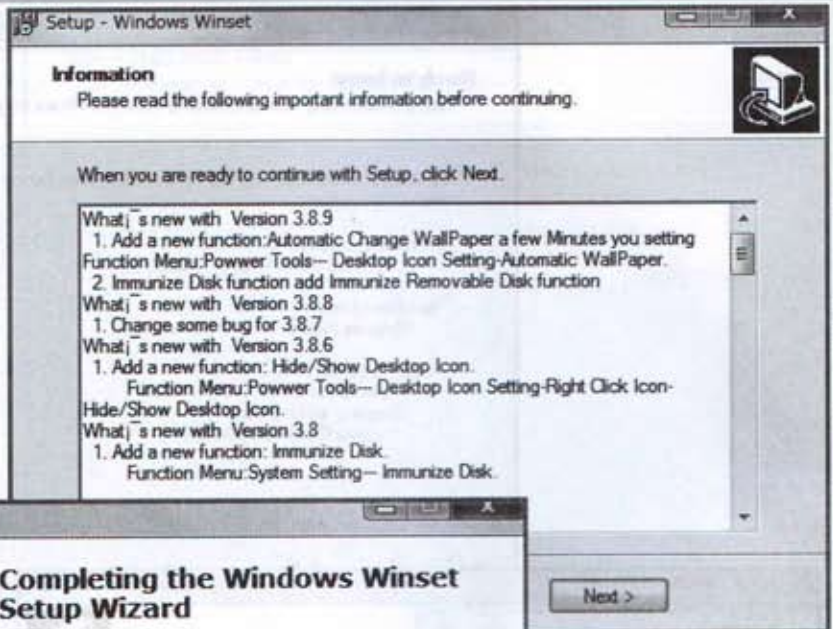 Setup - Windows Winset
Information
Please read the following important information before continuing.
When you are ready to continue with Setup, click Next.
What¡¯s new with Version 3.8.9
1. Add a new function:Automatic Change WallPaper a few Minutes you setting
Function Menu:Powwer Tools--- Desktop Icon Setting-Automatic WallPaper.
2. Immunize Disk function add Immunize Removable Disk function
What¡¯s new with Version 3.8.8
1. Change some bug for 3.8.7
What¡¯s new with Version 3.8.6
1. Add a new function: Hide/Show Desktop Icon.
Function Menu:Powwer Tools--- Desktop Icon Setting-Right Click Icon-
Hide/Show Desktop Icon.
What¡¯s new with Version 3.8
1. Add a new function: Immunize Disk.
Function Menu:System Setting--- Immunize Disk.
Completing the Windows Winset
Setup Wizard
Next >